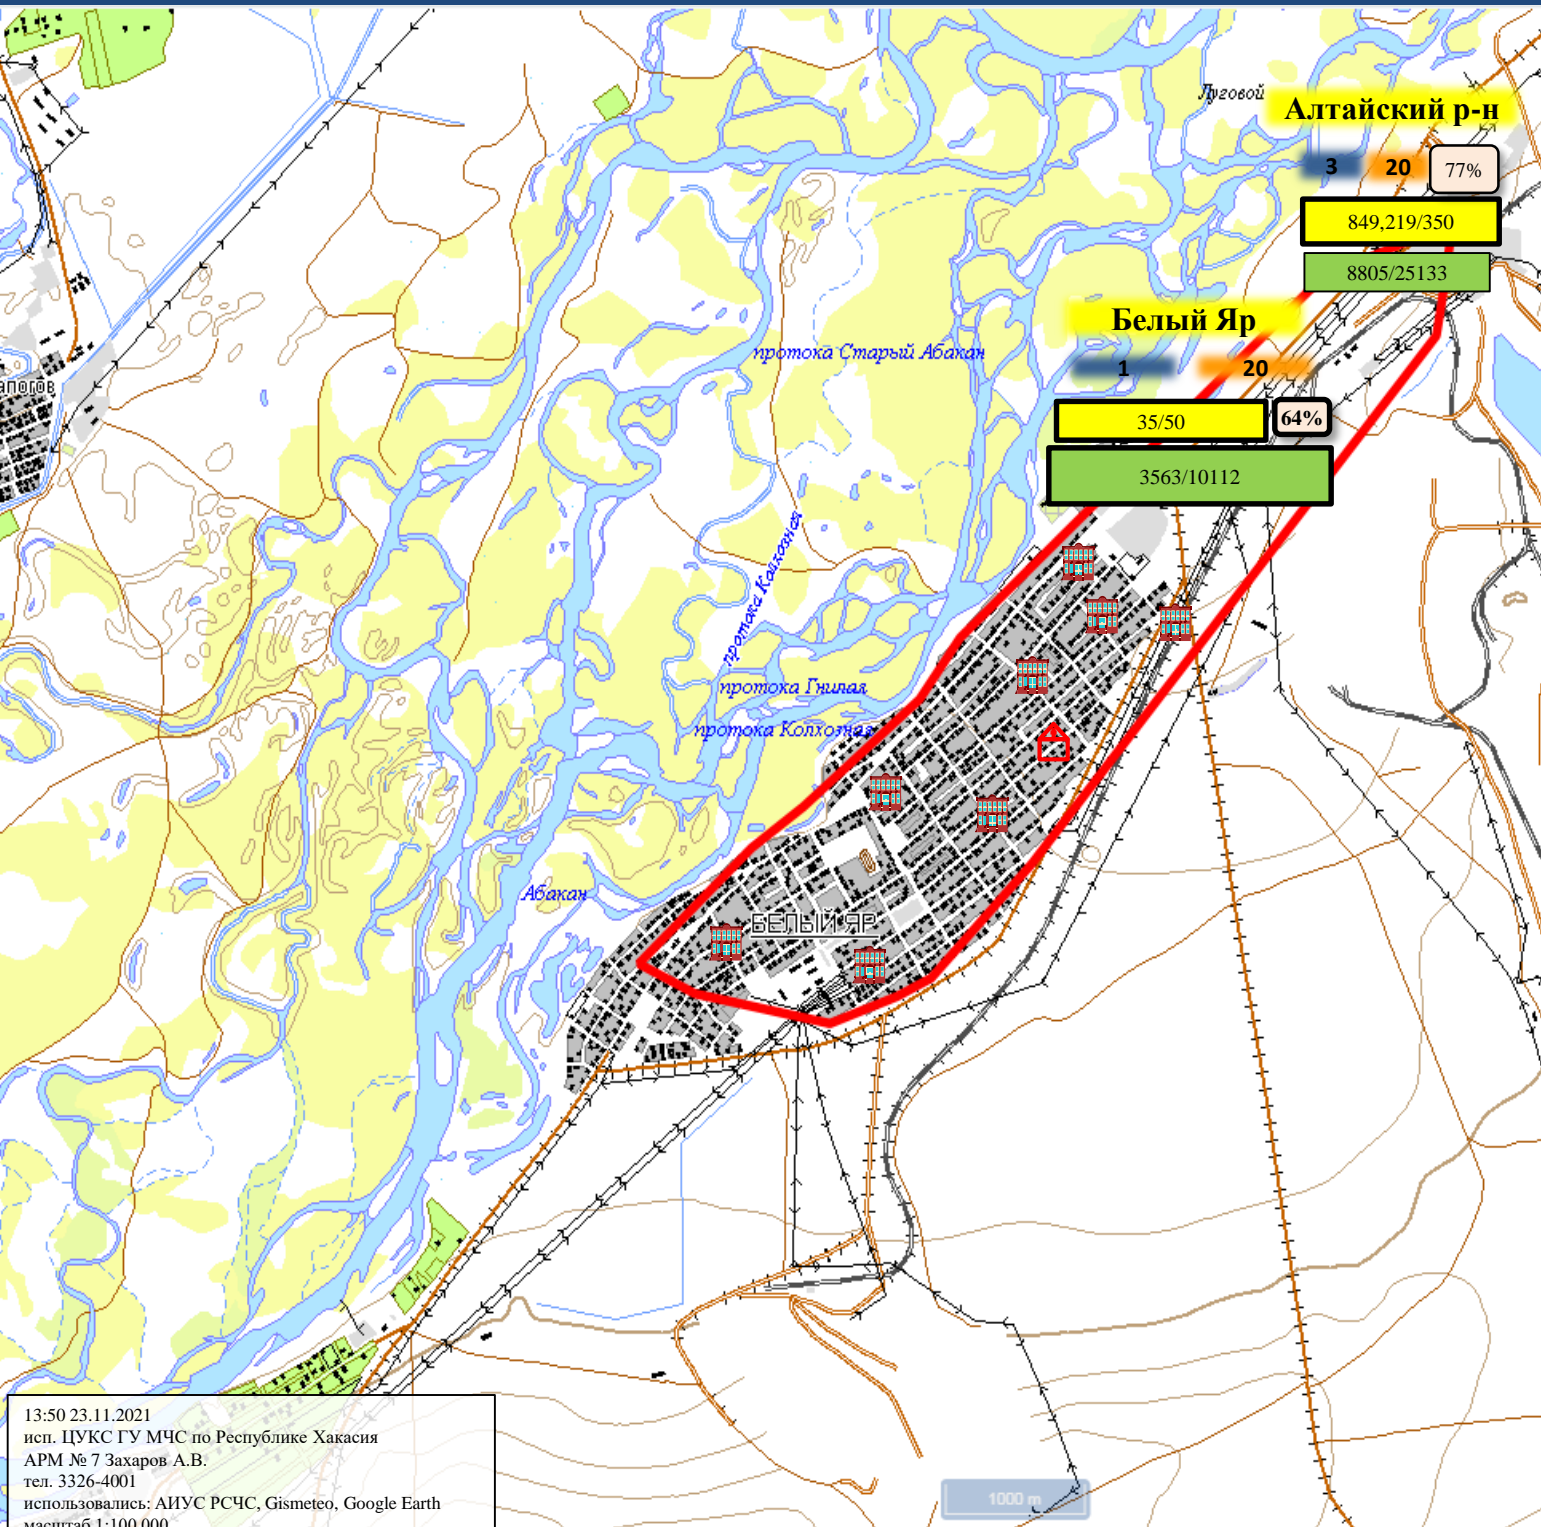 Луговой
Алтайский р-н
3 20 77%
849,219/350
8805/25133
Белый Яр
1 20
35/50 64%
3563/10112
протока Старый Абакан
апогов
протока Колхозная
протока Гнилая
протока Колхозная
Абакан
БЕЛЫЙ ЯР
13:50 23.11.2021
исп. ЦУКС ГУ МЧС по Республике Хакасия
АРМ № 7 Захаров А.В.
тел. 3326-4001
использовались: АИУС РСЧС, Gismeteo, Google Earth
масштаб 1:100 000
1000 m